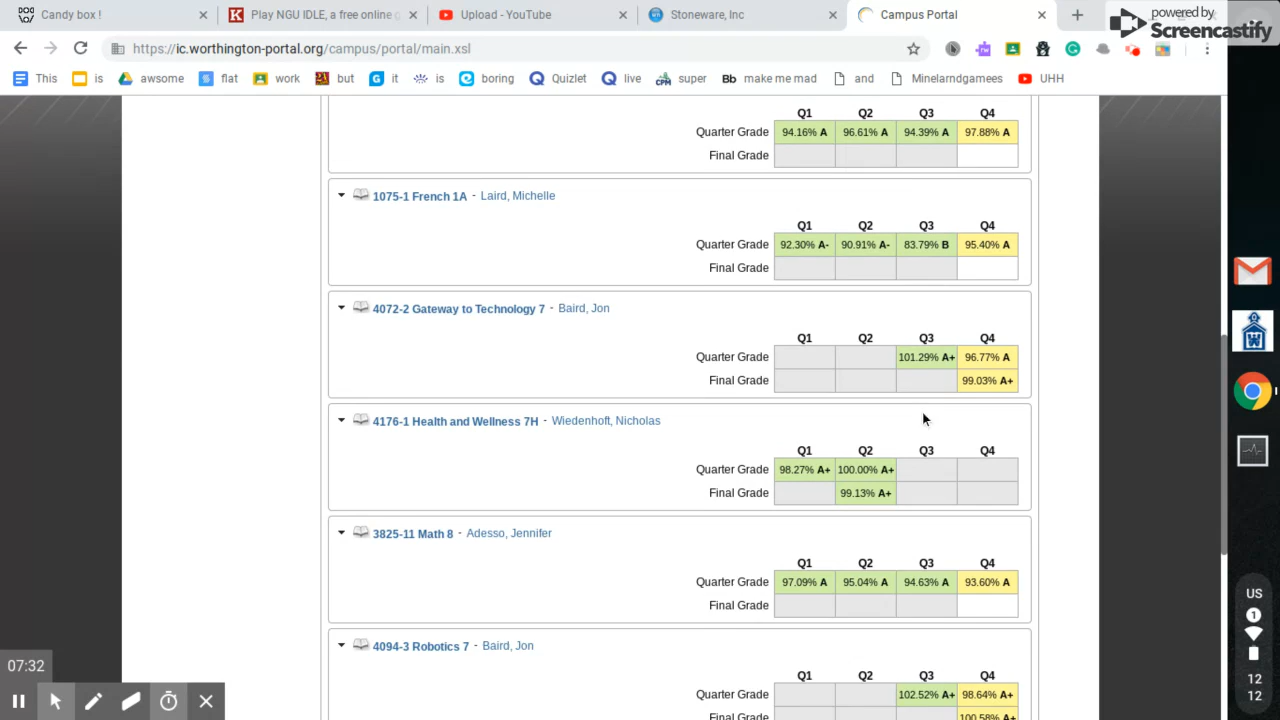 Candy box !
Play NGU IDLE, a free online g
Upload - YouTube
Stoneware, Inc
Campus Portal
powered by
Screencastify
https://ic.worthington-portal.org/campus/portal/main.xsl
This
is
awsome
flat
work
but
it
is
boring
Quizlet
live
super
Bb make me mad
and
Minelarndgames
UHH
Q1 Q2 Q3 Q4
Quarter Grade 94.16% A 96.61% A 94.39% A 97.88% A
Final Grade
1075-1 French 1A - Laird, Michelle
Q1 Q2 Q3 Q4
Quarter Grade 92.30% A- 90.91% A- 83.79% B 95.40% A
Final Grade
4072-2 Gateway to Technology 7 - Baird, Jon
Q1 Q2 Q3 Q4
Quarter Grade 101.29% A+ 96.77% A
Final Grade 99.03% A+
4176-1 Health and Wellness 7H - Wiedenhoft, Nicholas
Q1 Q2 Q3 Q4
Quarter Grade 98.27% A+ 100.00% A+
Final Grade 99.13% A+
3825-11 Math 8 - Adesso, Jennifer
Q1 Q2 Q3 Q4
Quarter Grade 97.09% A 95.04% A 94.63% A 93.60% A
Final Grade
4094-3 Robotics 7 - Baird, Jon
Q1 Q2 Q3 Q4
Quarter Grade 102.52% A+ 98.64% A+
Final Grade 100.58% A+
07:32
US
1
12
12